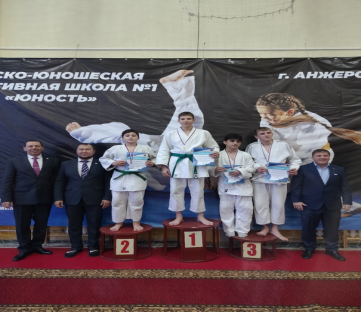 СКО-ЮНОШЕСКАЯ
ТИВНАЯ ШКОЛА №1
«ЮНОСТЬ»
г. АНЖЕРО
2
1
3